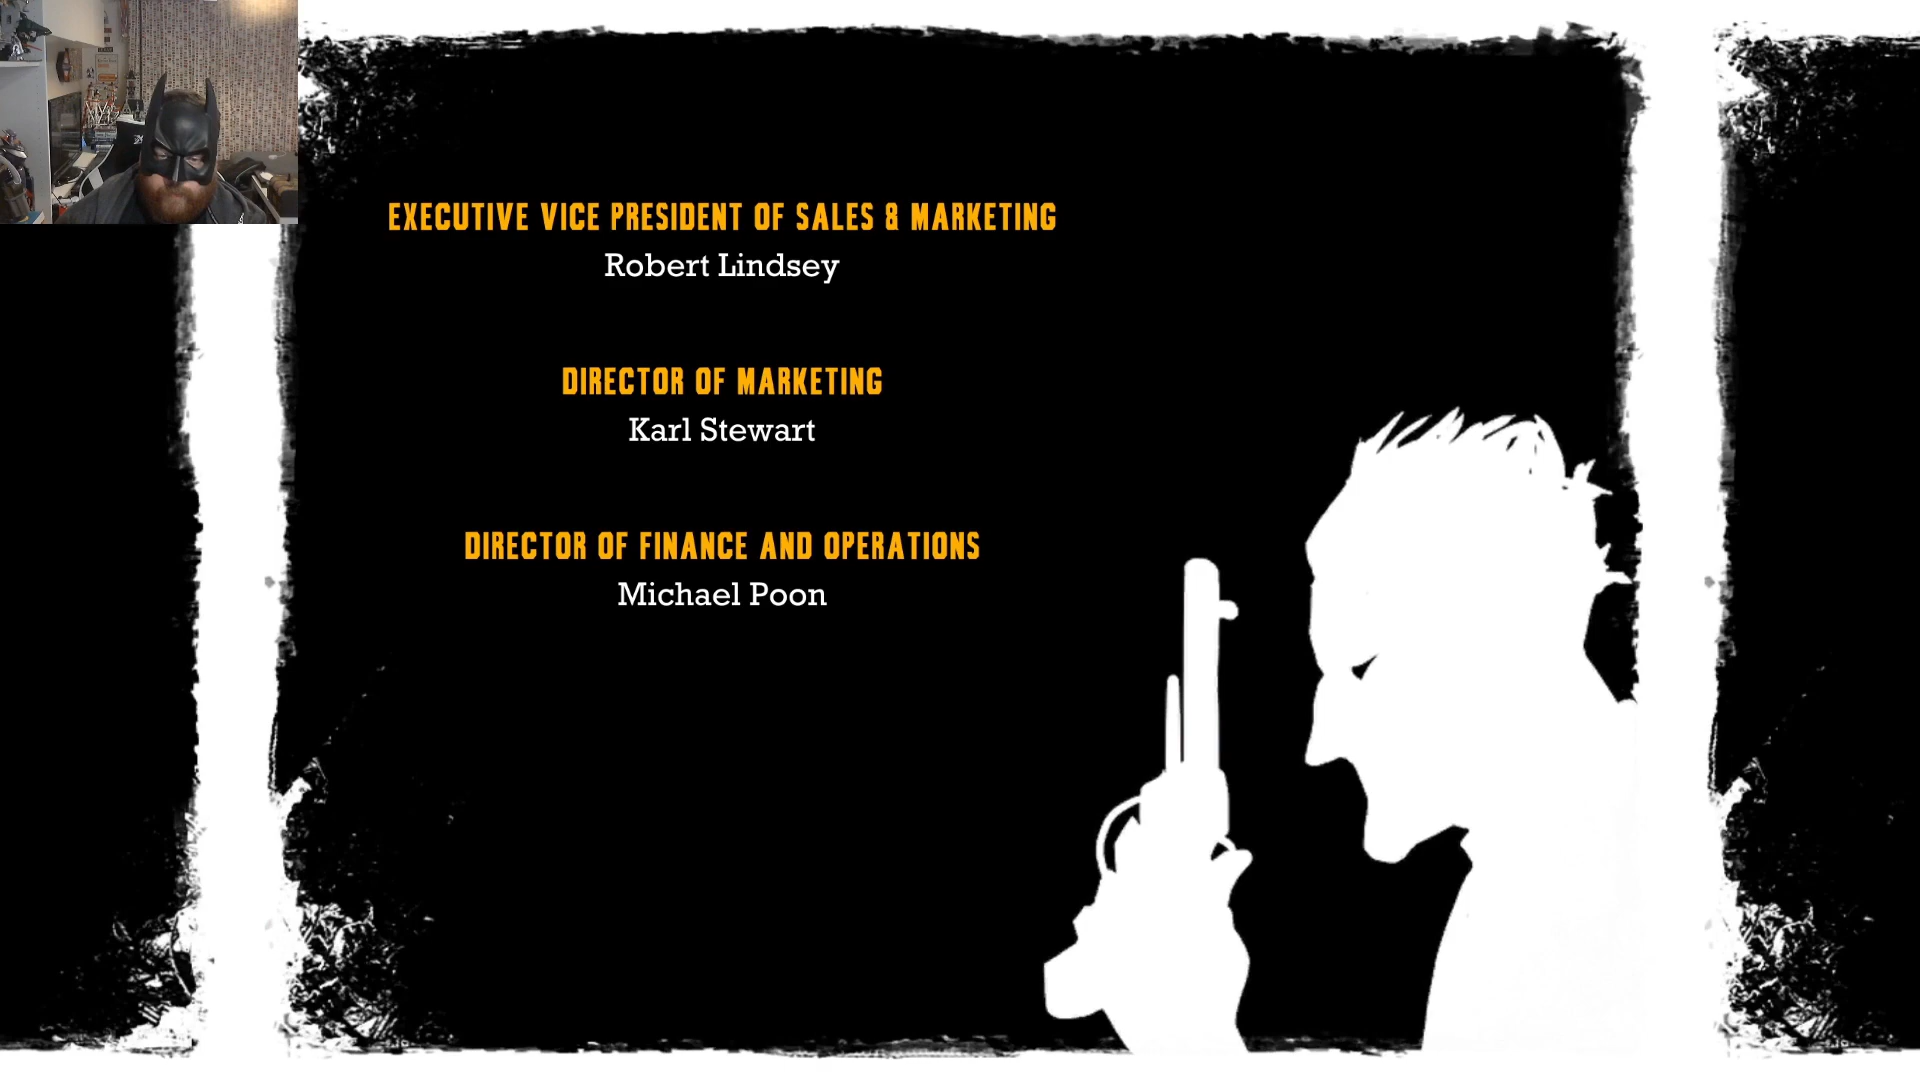 EXECUTIVE VICE PRESIDENT OF SALES & MARKETING
Robert Lindsey
DIRECTOR OF MARKETING
Karl Stewart
DIRECTOR OF FINANCE AND OPERATIONS
Michael Poon